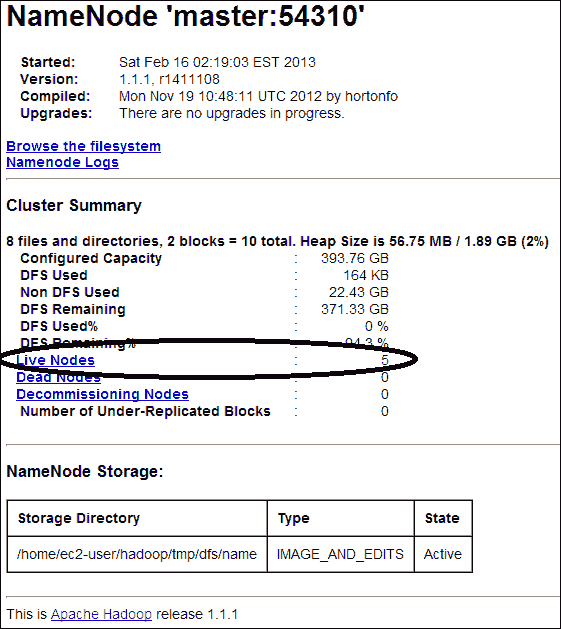 NameNode 'master:54310'
Started: Sat Feb 16 02:19:03 EST 2013
Version: 1.1.1, r1411108
Compiled: Mon Nov 19 10:48:11 UTC 2012 by hortonfo
Upgrades: There are no upgrades in progress.
Browse the filesystem
Namenode Logs
Cluster Summary
8 files and directories, 2 blocks = 10 total. Heap Size is 56.75 MB / 1.89 GB (2%)
Configured Capacity : 393.76 GB
DFS Used : 164 KB
Non DFS Used : 22.43 GB
DFS Remaining : 371.33 GB
DFS Used% : 0 %
DFS Remaining% : 94.3 %
Live Nodes : 5
Dead Nodes : 0
Decommissioning Nodes : 0
Number of Under-Replicated Blocks : 0
NameNode Storage:
Storage Directory Type State
/home/ec2-user/hadoop/tmp/dfs/name IMAGE_AND_EDITS Active
This is Apache Hadoop release 1.1.1